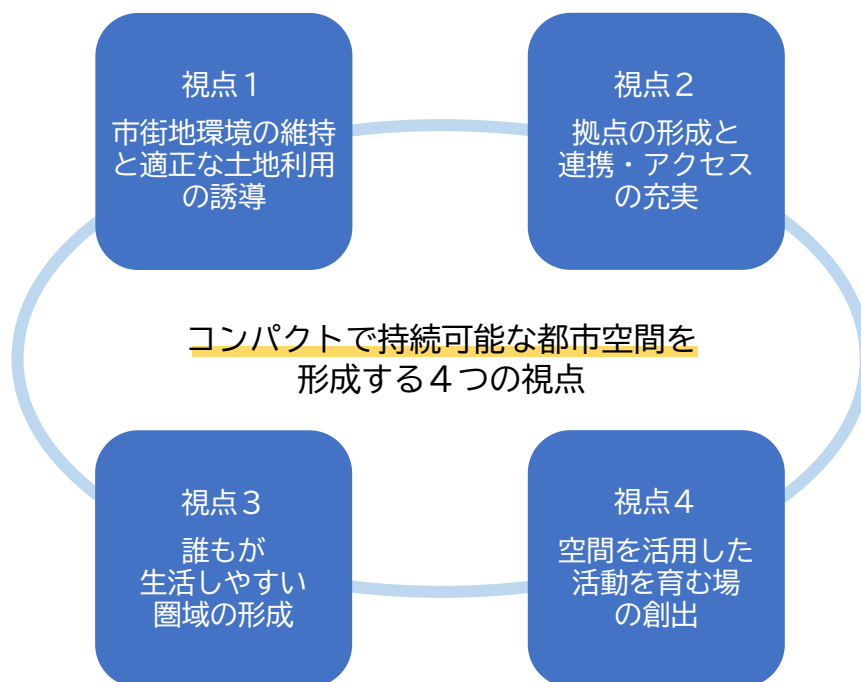 視点1
市街地環境の維持
と適正な土地利用
の誘導
視点2
拠点の形成と
連携・アクセス
の充実
コンパクトで持続可能な都市空間を
形成する４つの視点
視点3
誰もが
生活しやすい
圏域の形成
視点4
空間を活用した
活動を育む場
の創出